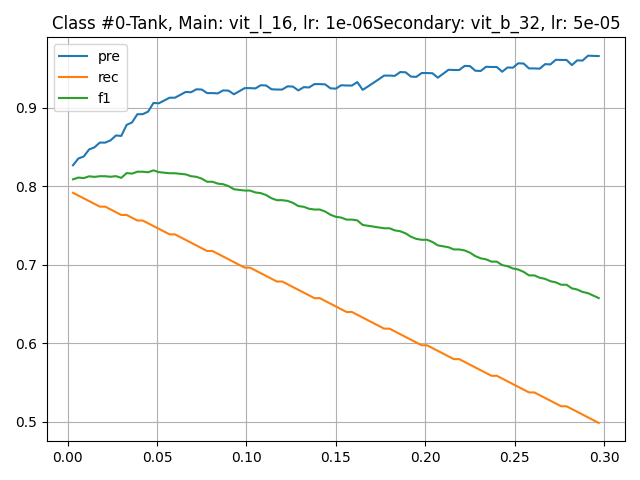 Class #0-Tank, Main: vit_l_16, lr: 1e-06Secondary: vit_b_32, lr: 5e-05
pre
rec
f1
0.9
0.8
0.7
0.6
0.5
0.00 0.05 0.10 0.15 0.20 0.25 0.30